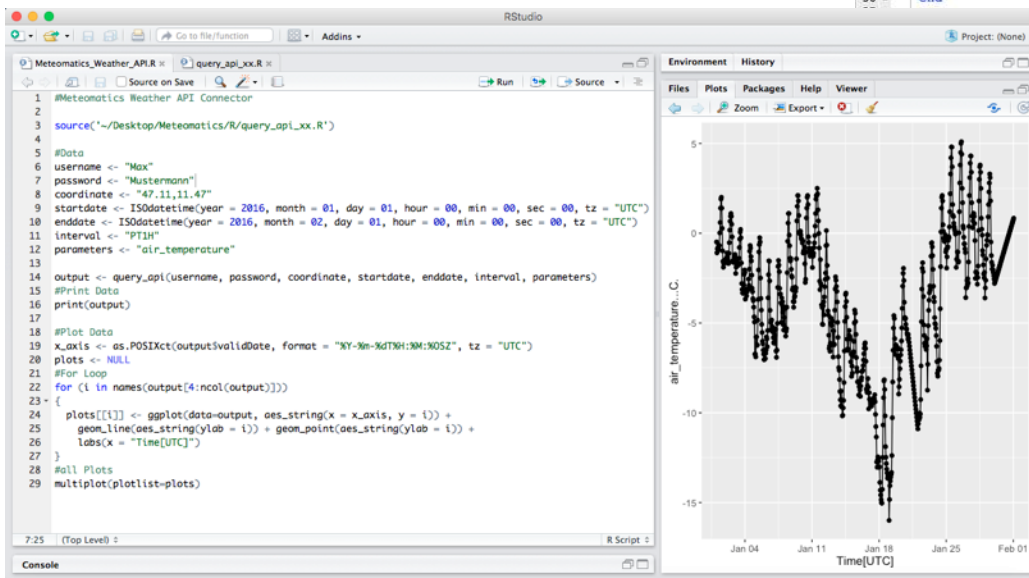 end
RStudio
Go to file/function Addins Project: (None)
Meteomatics_Weather_API.R query_api_xx.R
Source on Save Run Source
1 #Meteomatics Weather API Connector
2
3 source('~/Desktop/Meteomatics/R/query_api_xx.R')
4
5 #Data
6 username <- "Max"
7 password <- "Mustermann"
8 coordinate <- "47.11,11.47"
9 startdate <- ISOdatetime(year = 2016, month = 01, day = 01, hour = 00, min = 00, sec = 00, tz = "UTC")
10 enddate <- ISOdatetime(year = 2016, month = 02, day = 01, hour = 00, min = 00, sec = 00, tz = "UTC")
11 interval <- "PT1H"
12 parameters <- "air_temperature"
13
14 output <- query_api(username, password, coordinate, startdate, enddate, interval, parameters)
15 #Print Data
16 print(output)
17
18 #Plot Data
19 x_axis <- as.POSIXct(output$validDate, format = "%Y-%m-%dT%H:%M:%OSZ", tz = "UTC")
20 plots <- NULL
21 #For Loop
22 for (i in names(output[4:ncol(output)]))
23 {
24 plots[[i]] <- ggplot(data=output, aes_string(x = x_axis, y = i)) +
25 geom_line(aes_string(ylab = i)) + geom_point(aes_string(ylab = i)) +
26 labs(x = "Time[UTC]")
27 }
28 #all Plots
29 multiplot(plotlist=plots)
7:25 (Top Level) R Script
Console
Environment History
Files Plots Packages Help Viewer
Zoom Export
air_temperature...C.
5
0
-5
-10
-15
Jan 04 Jan 11 Jan 18 Jan 25 Feb 01
Time[UTC]